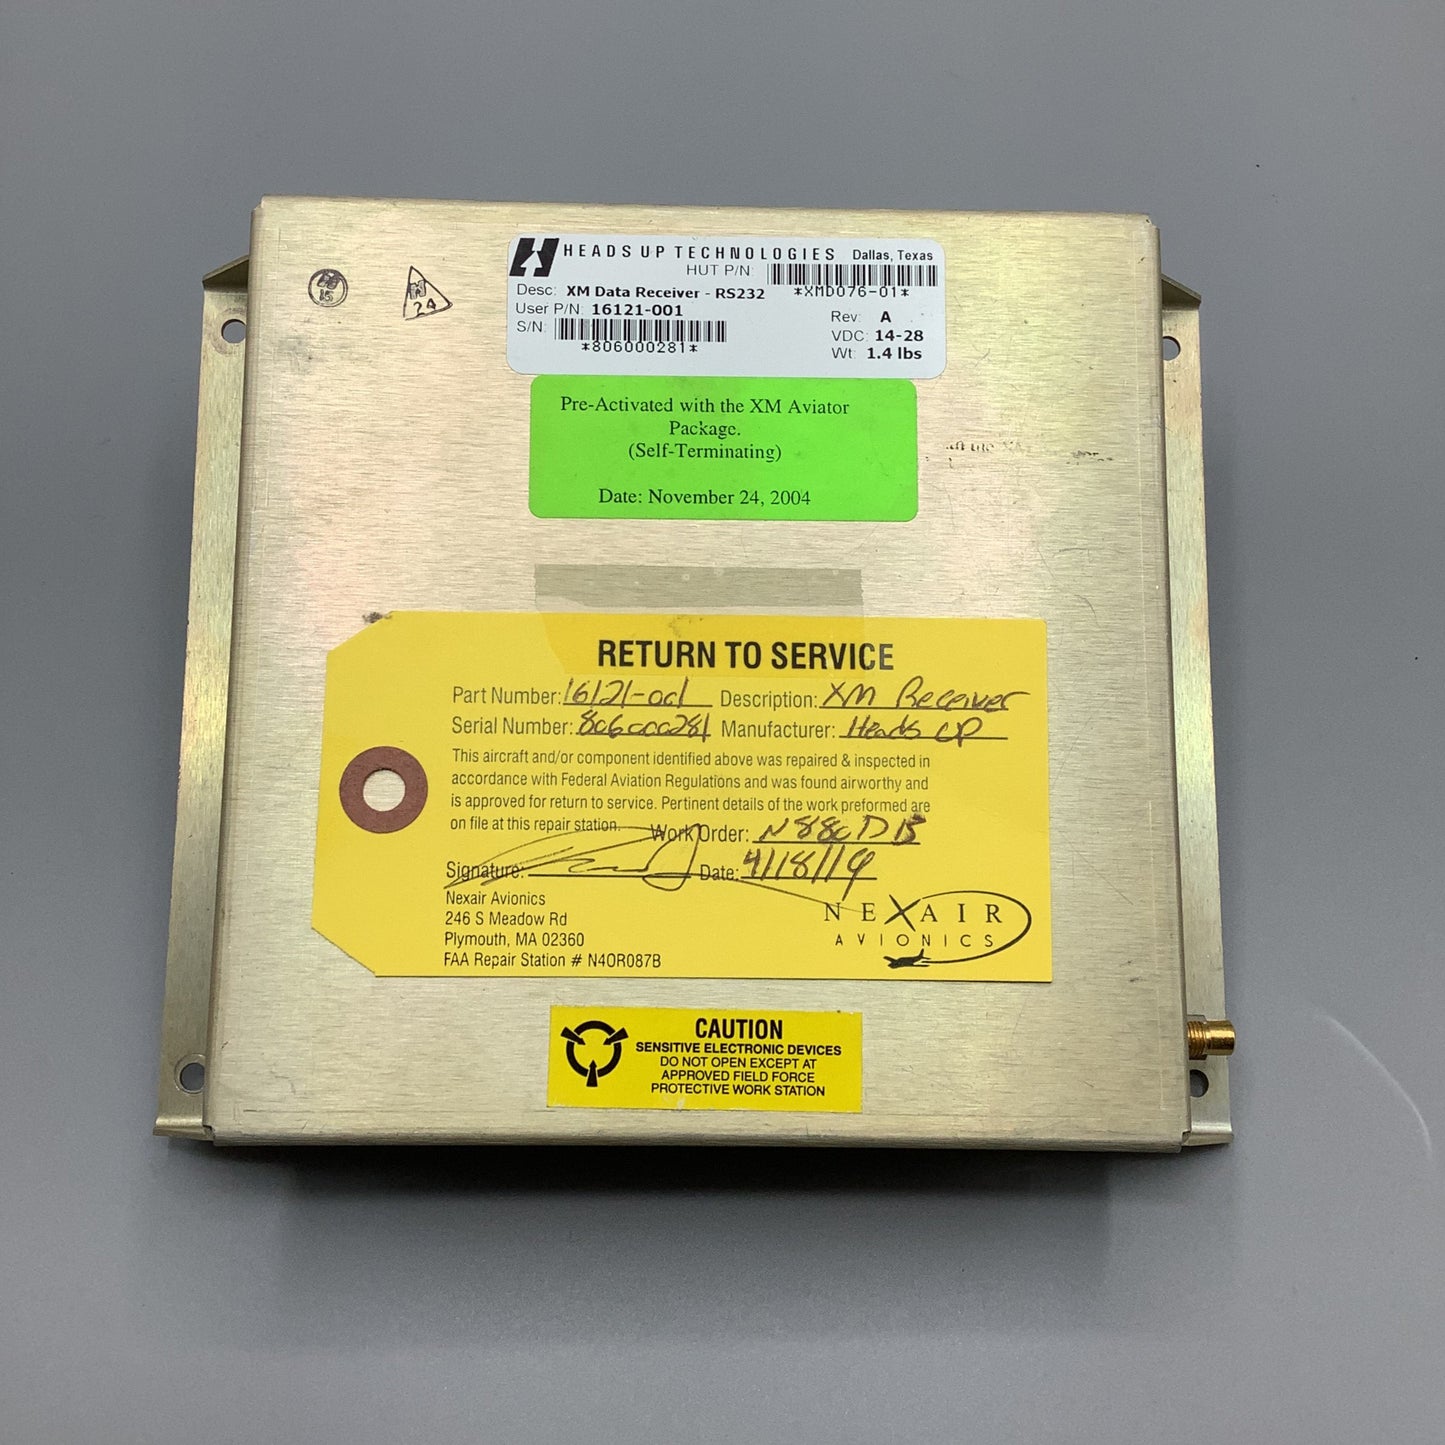 HEADS UP TECHNOLOGIES Dallas, Texas
HUT P/N:
*XMD076-01*
Desc: XM Data Receiver - RS232
User P/N: 16121-001
Rev: A
S/N:
*806000281*
VDC: 14-28
Wt: 1.4 lbs
H
15
H
24
Pre-Activated with the XM Aviator
Package.
(Self-Terminating)
Date: November 24, 2004
RETURN TO SERVICE
Part Number: 16121-001 Description: XM Receiver
Serial Number: 806000281 Manufacturer: Heads UP
This aircraft and/or component identified above was repaired & inspected in
accordance with Federal Aviation Regulations and was found airworthy and
is approved for return to service. Pertinent details of the work preformed are
on file at this repair station. Work Order: N880DB
Signature: Date: 4/18/14
Nexair Avionics
246 S Meadow Rd
Plymouth, MA 02360
FAA Repair Station # N4OR087B
NEXAIR
AVIONICS
CAUTION
SENSITIVE ELECTRONIC DEVICES
DO NOT OPEN EXCEPT AT
APPROVED FIELD FORCE
PROTECTIVE WORK STATION